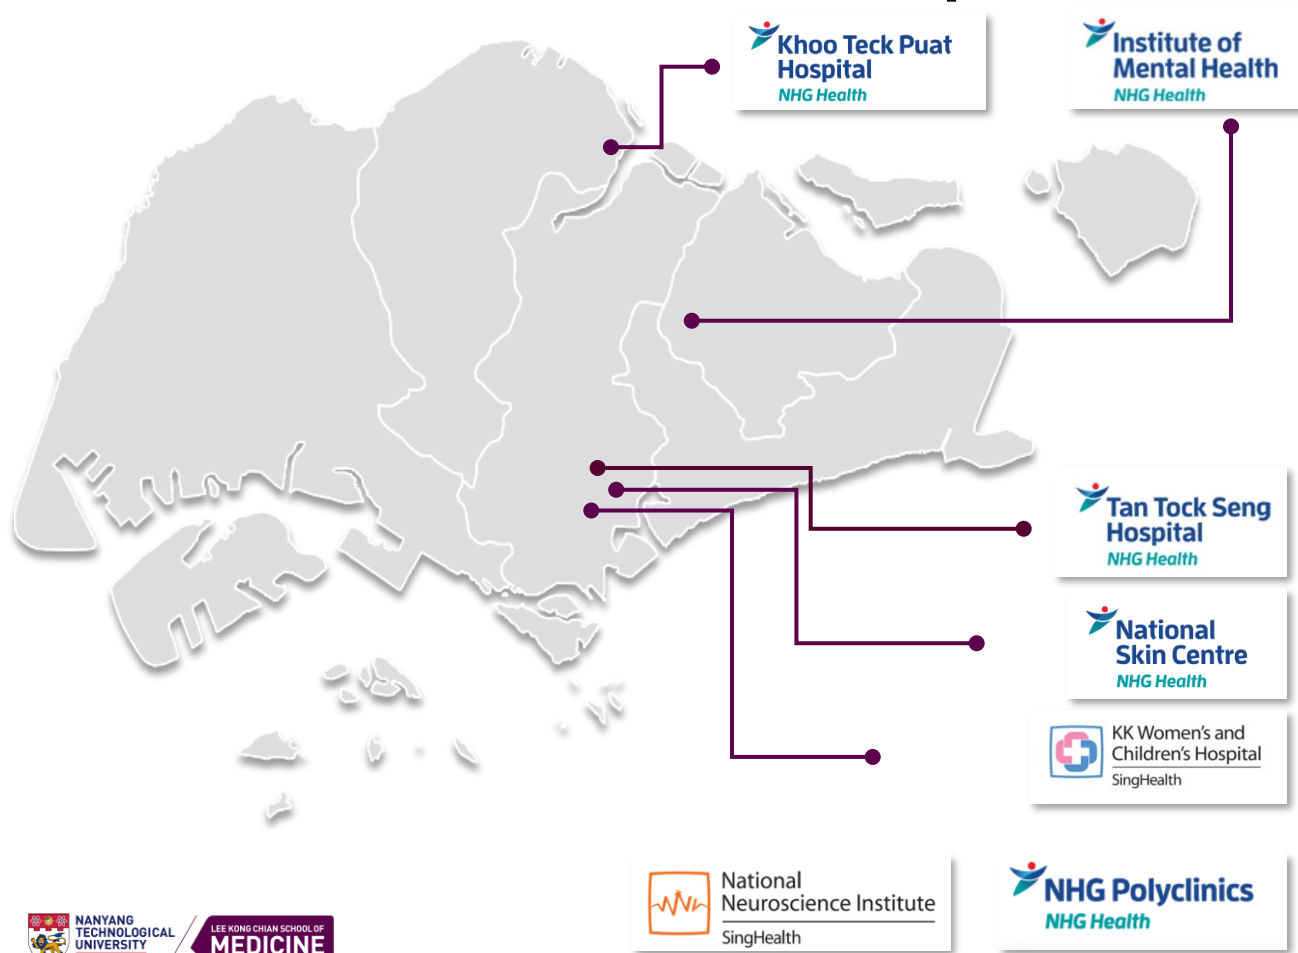 Khoo Teck Puat
Hospital
NHG Health
Institute of
Mental Health
NHG Health
Tan Tock Seng
Hospital
NHG Health
National
Skin Centre
NHG Health
KK Women's and
Children's Hospital
SingHealth
National
Neuroscience Institute
SingHealth
NHG Polyclinics
NHG Health
NANYANG
TECHNOLOGICAL
UNIVERSITY
LEE KONG CHIAN SCHOOL OF
MEDICINE